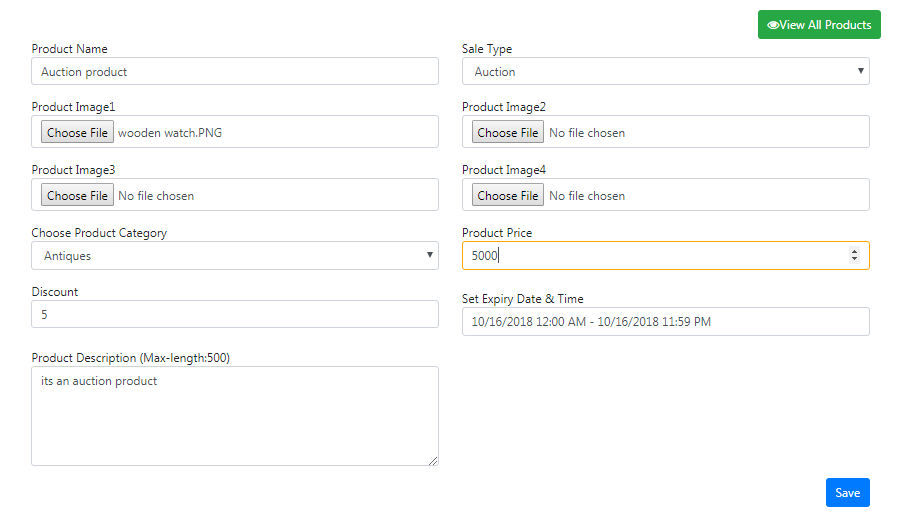 View All Products
Product Name
Sale Type
Auction product
Auction
Product Image1
Product Image2
Choose File wooden watch.PNG
Choose File No file chosen
Product Image3
Product Image4
Choose File No file chosen
Choose File No file chosen
Choose Product Category
Product Price
Antiques
5000
Discount
Set Expiry Date & Time
5
10/16/2018 12:00 AM - 10/16/2018 11:59 PM
Product Description (Max-length:500)
its an auction product
Save